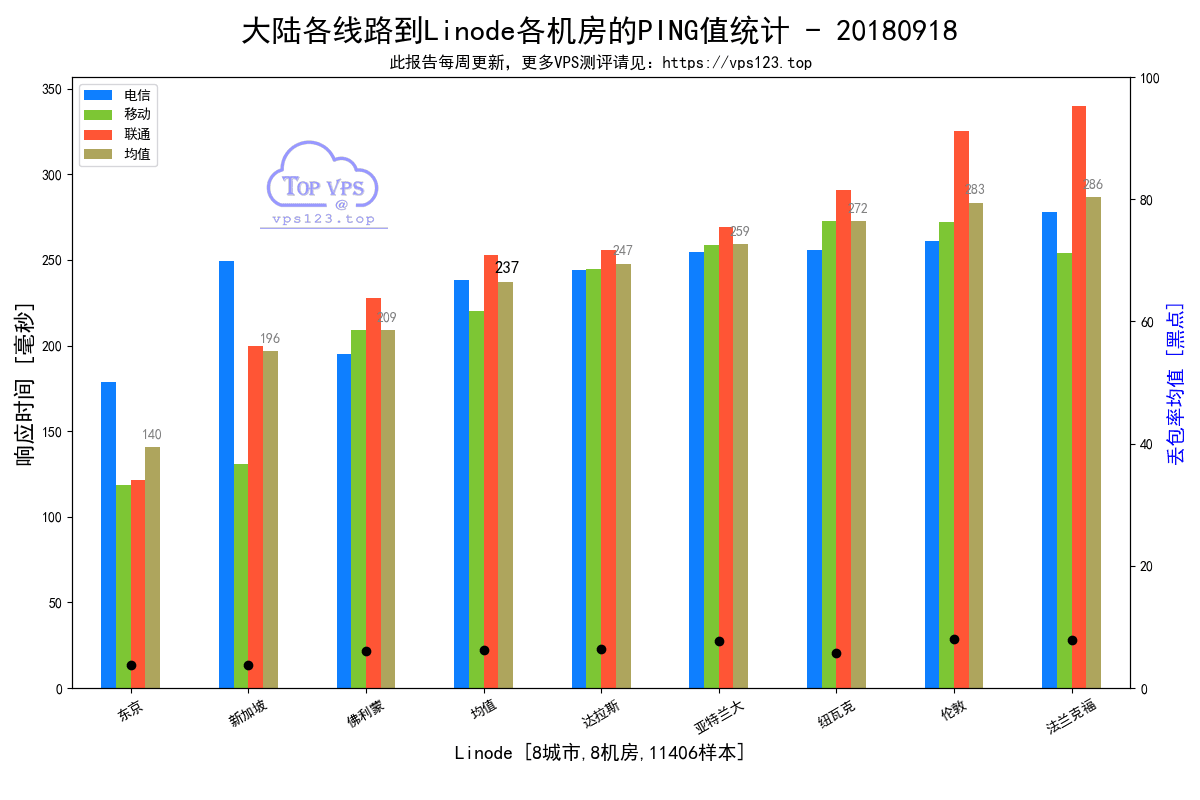 大陆各线路到Linode各机房的PING值统计 - 20180918
此报告每周更新，更多VPS测评请见：https://vps123.top
电信
移动
联通
均值
TOP VPS
@
vps123.top
响应时间 [毫秒]
350
300
250
200
150
100
50
0
140
196
209
237
247
259
272
283
286
100
80
60
40
20
0
丢包率均值 [黑点]
东京
新加坡
佛利蒙
均值
达拉斯
亚特兰大
纽瓦克
伦敦
法兰克福
Linode [8城市,8机房,11406样本]